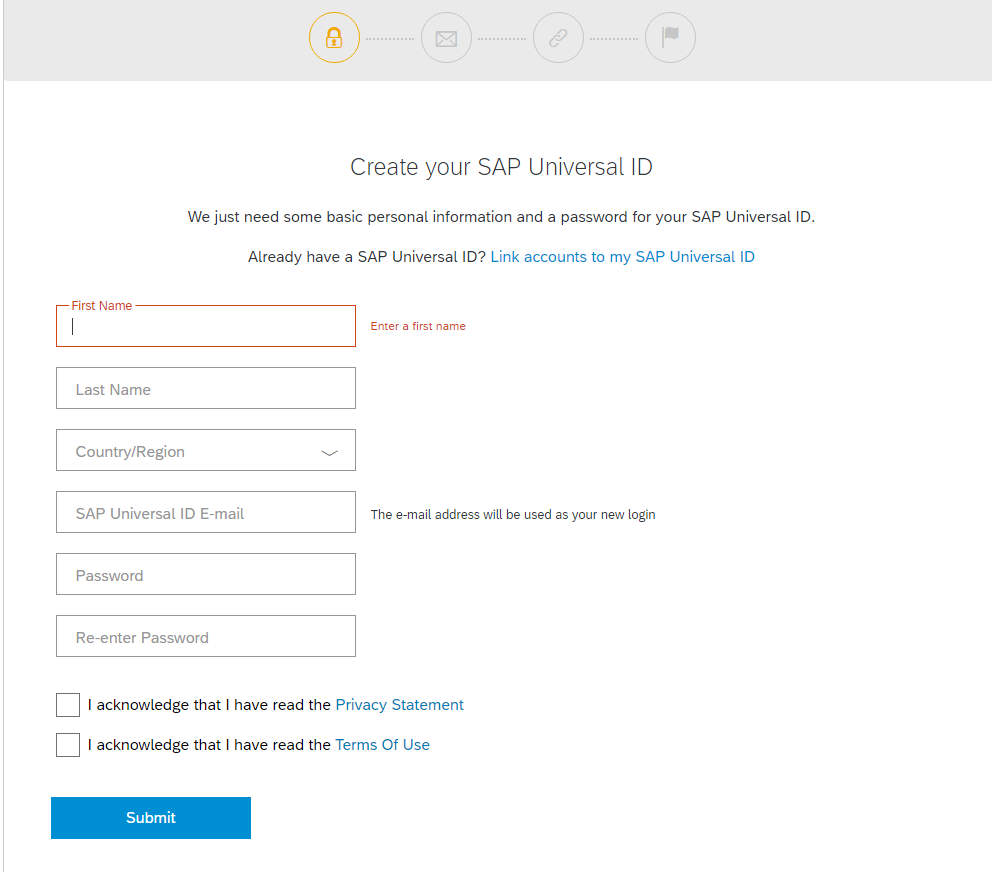 Create your SAP Universal ID
We just need some basic personal information and a password for your SAP Universal ID.
Already have a SAP Universal ID? Link accounts to my SAP Universal ID
First Name
Enter a first name
Last Name
Country/Region
SAP Universal ID E-mail
The e-mail address will be used as your new login
Password
Re-enter Password
I acknowledge that I have read the Privacy Statement
I acknowledge that I have read the Terms Of Use
Submit